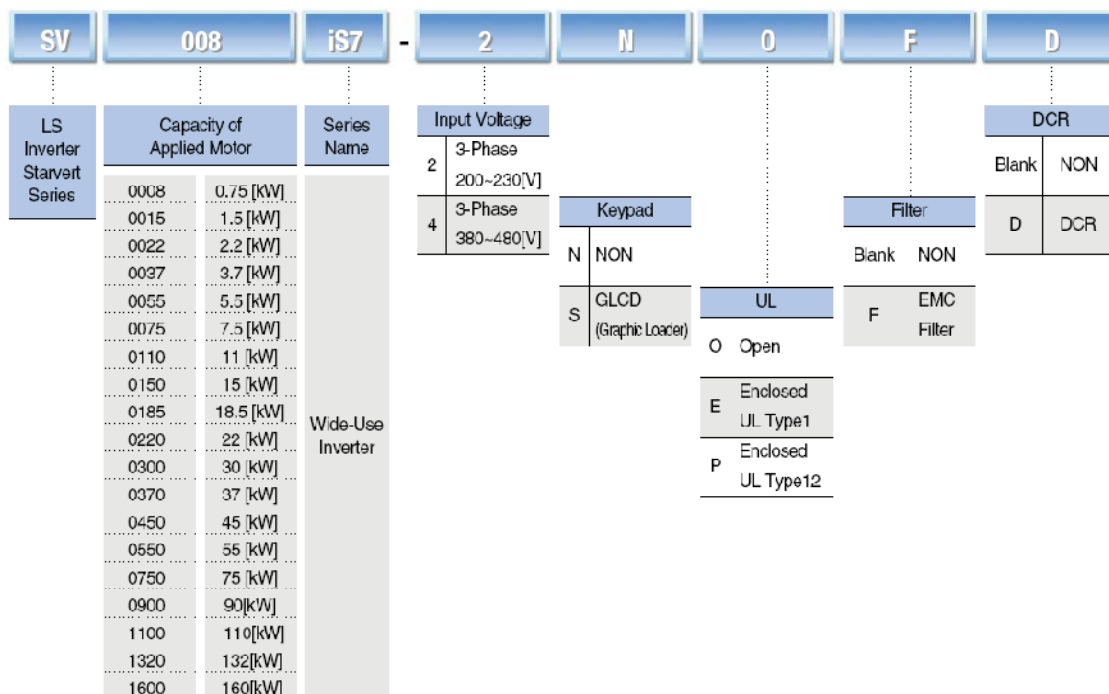 SV 008 iS7 - 2 N O F D
LS
Inverter
Starvert
Series
Capacity of
Applied Motor
0008 0.75 [kW]
0015 1.5 [kW]
0022 2.2 [kW]
0037 3.7 [kW]
0055 5.5 [kW]
0075 7.5 [kW]
0110 11 [kW]
0150 15 [kW]
0185 18.5 [kW]
0220 22 [kW]
0300 30 [kW]
0370 37 [kW]
0450 45 [kW]
0550 55 [kW]
0750 75 [kW]
0900 90[kW]
1100 110[kW]
1320 132[kW]
1600 160[kW]
Series
Name
Wide-Use
Inverter
Input Voltage
2 3-Phase
200~230[V]
4 3-Phase
380~480[V]
Keypad
N NON
S GLCD
(Graphic Loader)
UL
O Open
E Enclosed
UL Type1
P Enclosed
UL Type12
Filter
Blank NON
F EMC
Filter
DCR
Blank NON
D DCR